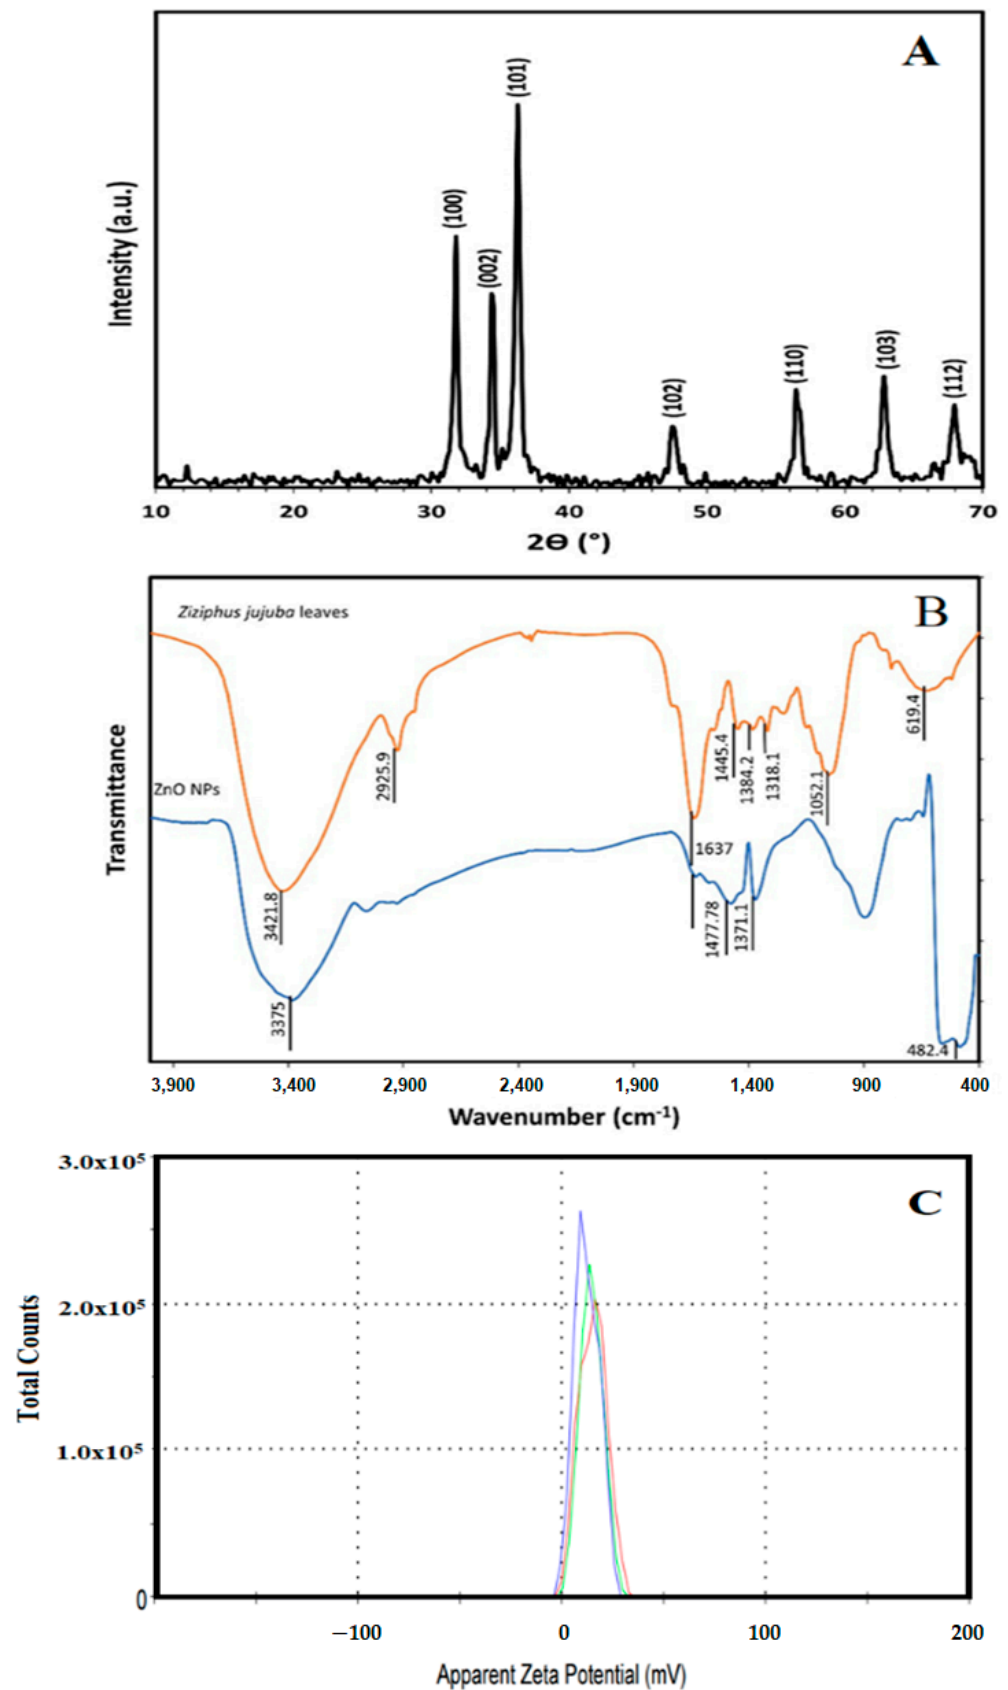 A
(100)
(002)
(101)
(102)
(110)
(103)
(112)
Intensity (a.u.)
10 20 30 40 50 60 70
2Ө (°)
B
Ziziphus jujuba leaves
ZnO NPs
3421.8
2925.9
1637
1445.4
1384.2
1318.1
1052.1
619.4
3375
1477.78
1371.1
482.4
Transmittance
3,900 3,400 2,900 2,400 1,900 1,400 900 400
Wavenumber (cm⁻¹)
C
3.0x10⁵
2.0x10⁵
1.0x10⁵
0
Total Counts
−100 0 100 200
Apparent Zeta Potential (mV)